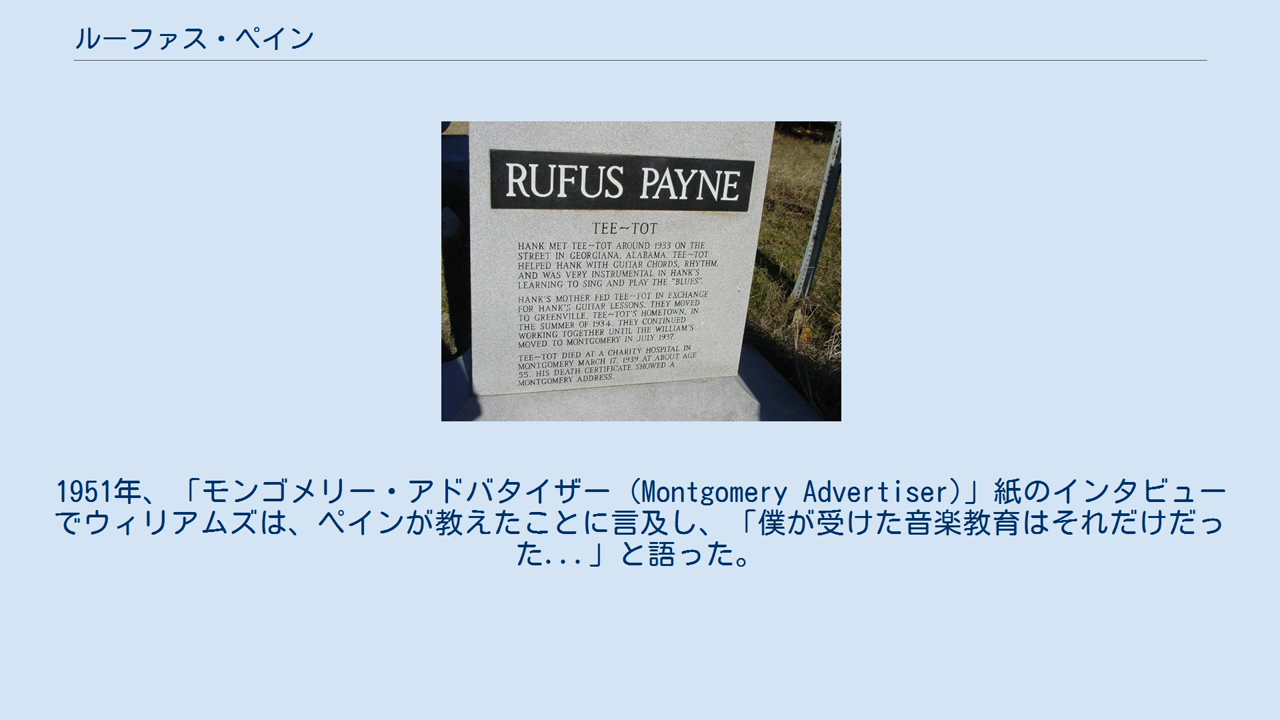 ルーファス・ペイン
RUFUS PAYNE
TEE~TOT
HANK MET TEE~TOT AROUND 1933 ON THE
STREET IN GEORGIANA, ALABAMA. TEE~TOT
HELPED HANK WITH GUITAR CHORDS, RHYTHM,
AND WAS VERY INSTRUMENTAL IN HANK'S
LEARNING TO SING AND PLAY THE "BLUES".
HANK'S MOTHER FED TEE~TOT IN EXCHANGE
FOR HANK'S GUITAR LESSONS. THEY MOVED
TO GREENVILLE, TEE~TOT'S HOMETOWN, IN
THE SUMMER OF 1934. THEY CONTINUED
WORKING TOGETHER UNTIL THE WILLIAM'S
MOVED TO MONTGOMERY IN JULY 1937.
TEE~TOT DIED AT A CHARITY HOSPITAL IN
MONTGOMERY MARCH 17, 1939 AT ABOUT AGE
55. HIS DEATH CERTIFICATE SHOWED A
MONTGOMERY ADDRESS.
1951年、「モンゴメリー・アドバタイザー (Montgomery Advertiser)」紙のインタビュー
でウィリアムズは、ペインが教えたことに言及し、「僕が受けた音楽教育はそれだけだっ
た...」と語った。